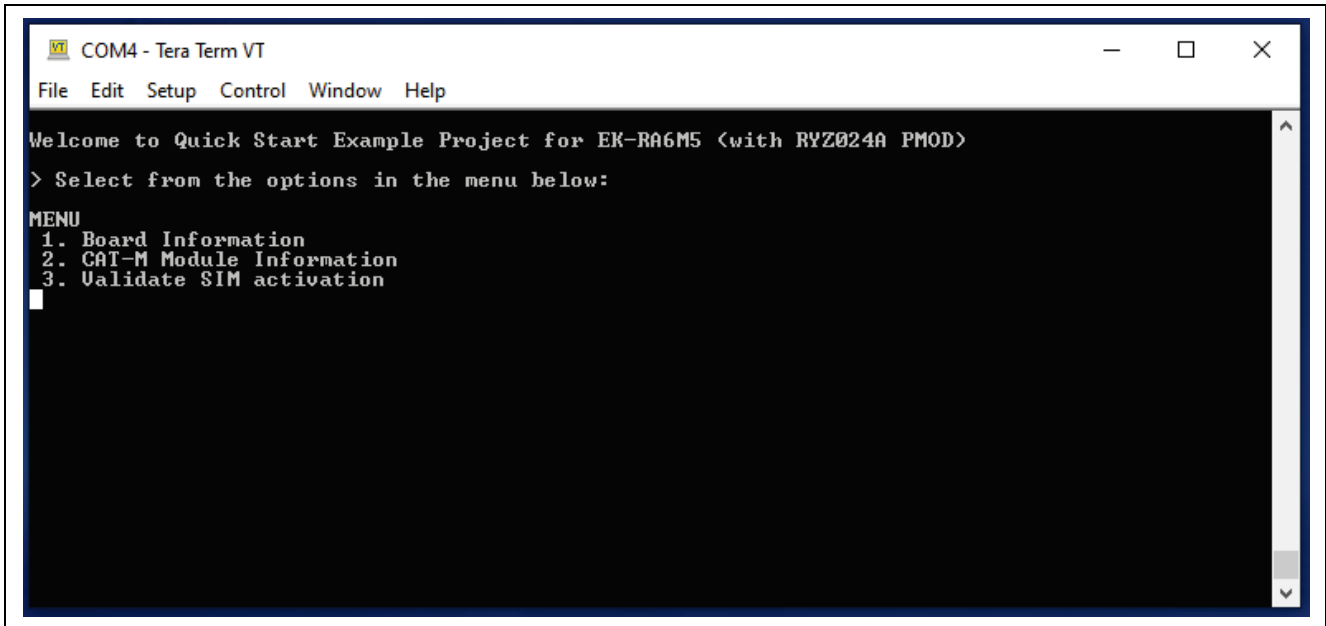 COM4 - Tera Term VT
File Edit Setup Control Window Help
Welcome to Quick Start Example Project for EK-RA6M5 (with RYZ024A PMOD)
> Select from the options in the menu below:
MENU
1. Board Information
2. CAT-M Module Information
3. Validate SIM activation